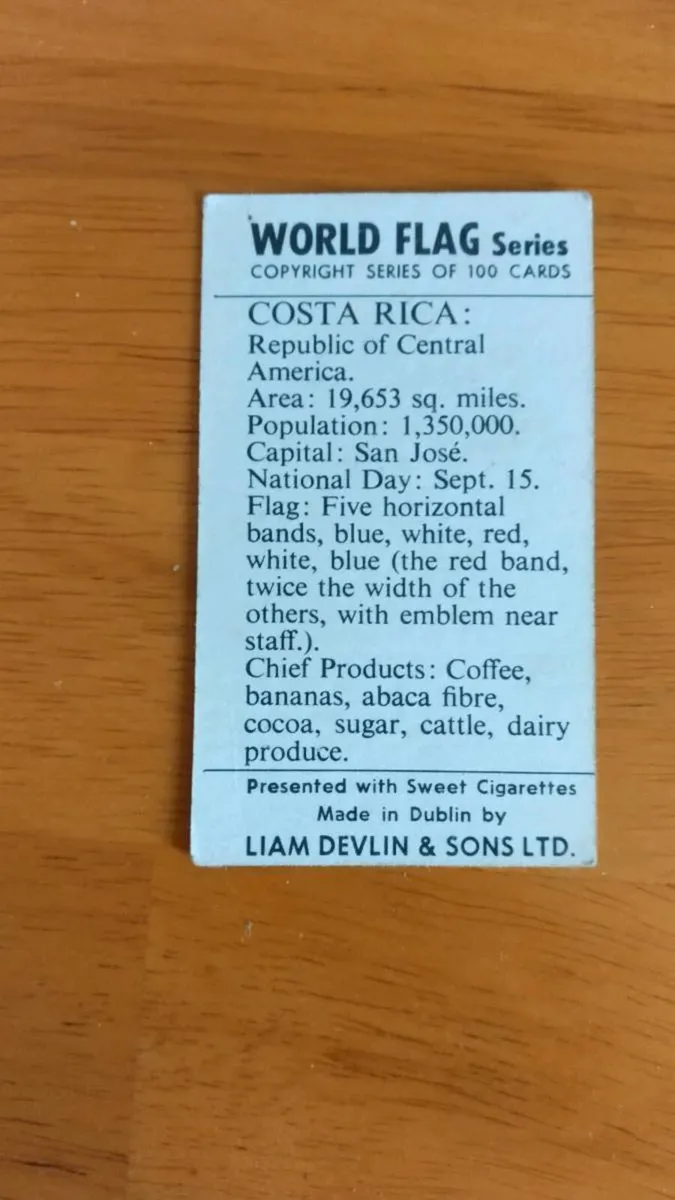 WORLD FLAG Series
COPYRIGHT SERIES OF 100 CARDS
COSTA RICA:
Republic of Central
America.
Area: 19,653 sq. miles.
Population: 1,350,000.
Capital: San José.
National Day: Sept. 15.
Flag: Five horizontal
bands, blue, white, red,
white, blue (the red band,
twice the width of the
others, with emblem near
staff.).
Chief Products: Coffee,
bananas, abaca fibre,
cocoa, sugar, cattle, dairy
produce.
Presented with Sweet Cigarettes
Made in Dublin by
LIAM DEVLIN & SONS LTD.